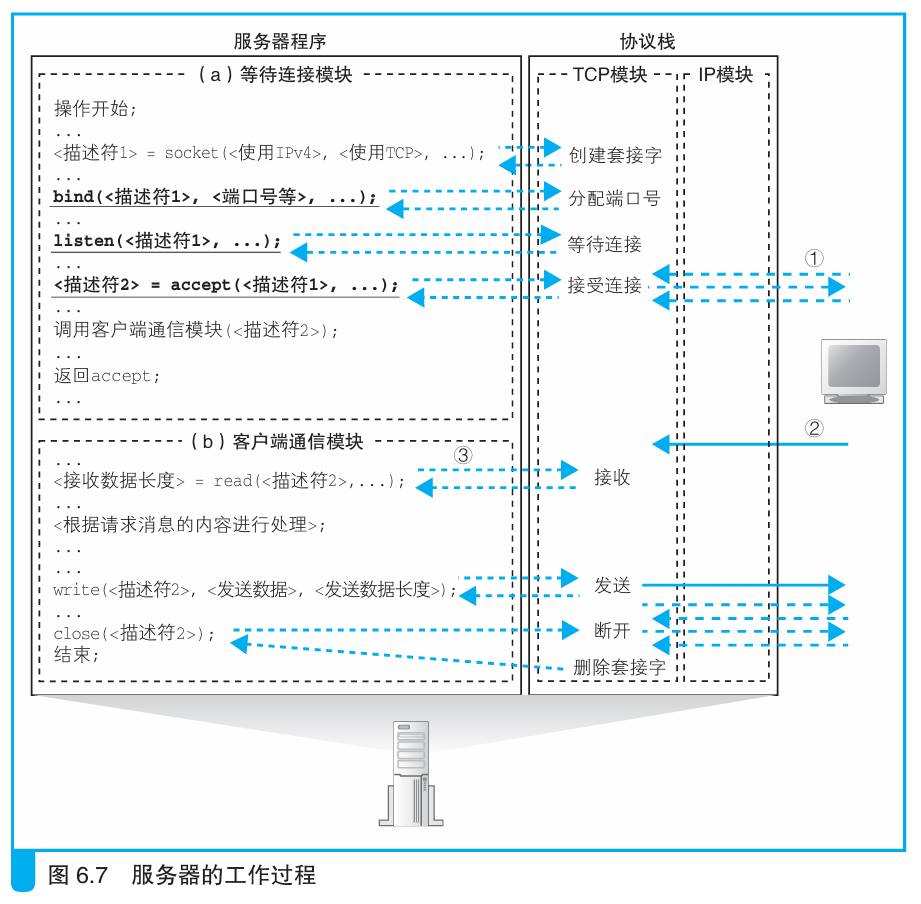 服务器程序
协议栈
(a) 等待连接模块
TCP模块
IP模块
操作开始;
...
<描述符1> = socket(<使用IPv4>, <使用TCP>, ...);
创建套接字
...
bind(<描述符1>, <端口号等>, ...);
分配端口号
...
listen(<描述符1>, ...);
等待连接
...
①
<描述符2> = accept(<描述符1>, ...);
接受连接
...
调用客户端通信模块(<描述符2>);
...
返回accept;
...
②
(b) 客户端通信模块
...
③
<接收数据长度> = read(<描述符2>,...);
接收
...
<根据请求消息的内容进行处理>;
...
...
write(<描述符2>, <发送数据>, <发送数据长度>);
发送
...
close(<描述符2>);
断开
结束;
删除套接字
图 6.7 服务器的工作过程